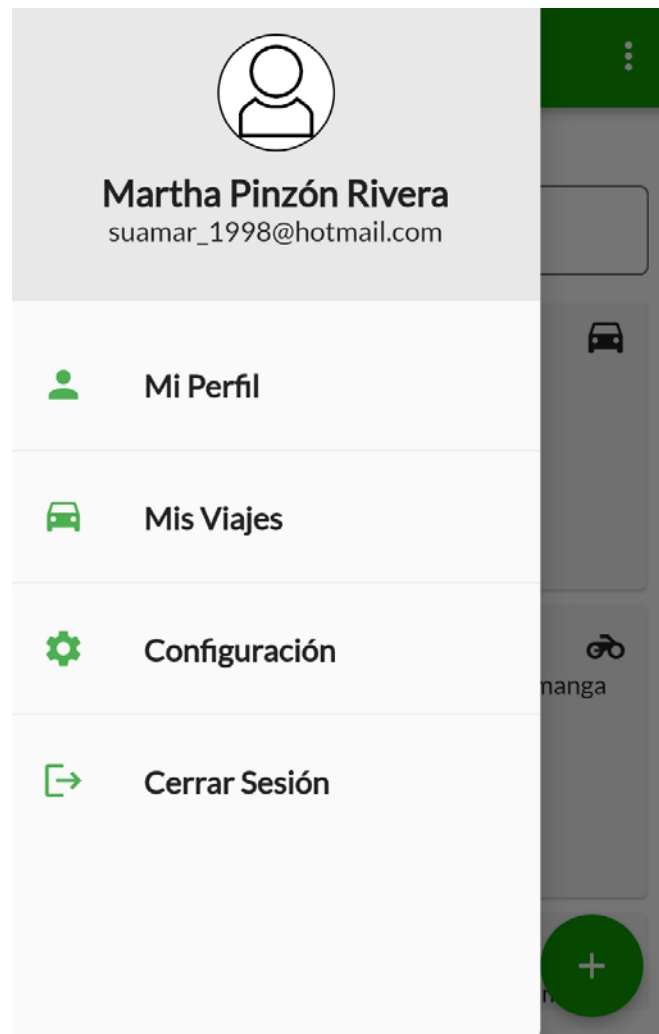 Martha Pinzón Rivera
suamar_1998@hotmail.com
Mi Perfil
Mis Viajes
Configuración
manga
Cerrar Sesión